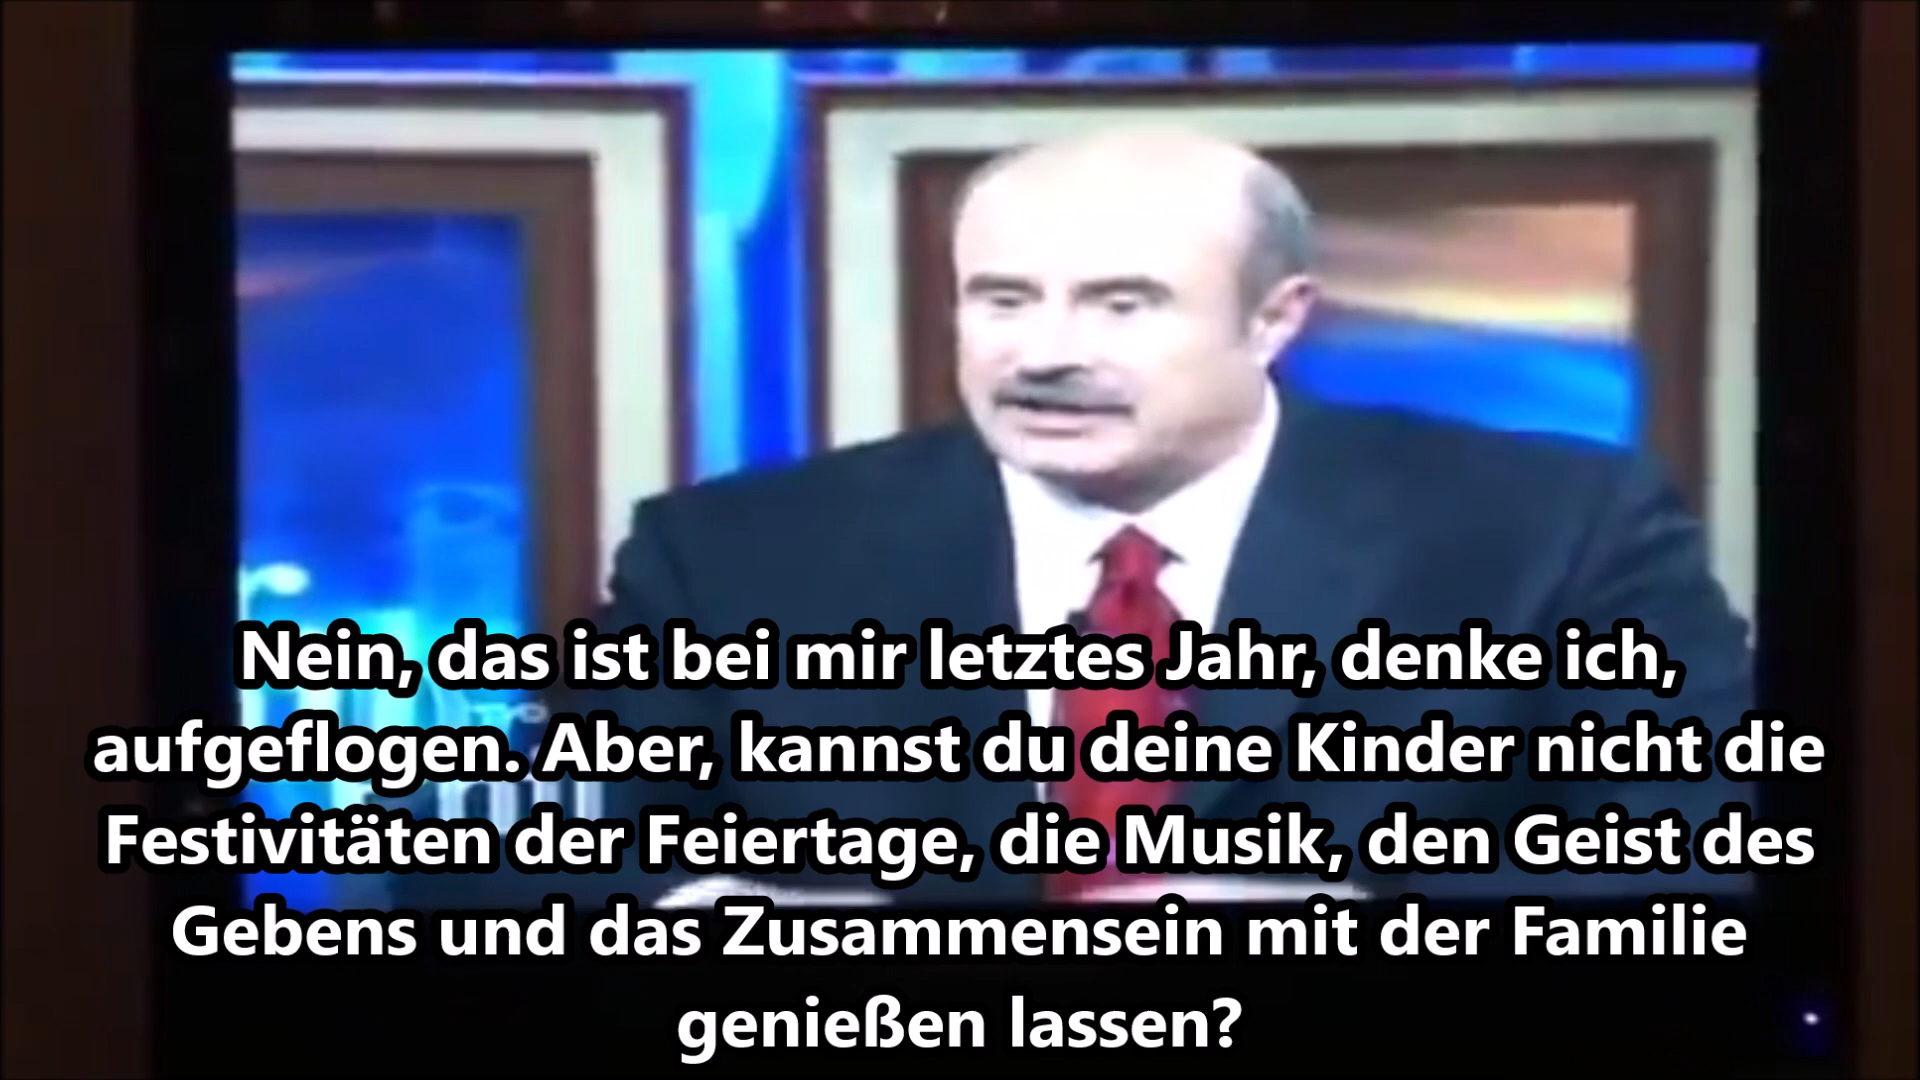 Nein, das ist bei mir letztes Jahr, denke ich,
aufgeflogen. Aber, kannst du deine Kinder nicht die
Festivitäten der Feiertage, die Musik, den Geist des
Gebens und das Zusammensein mit der Familie
genießen lassen?